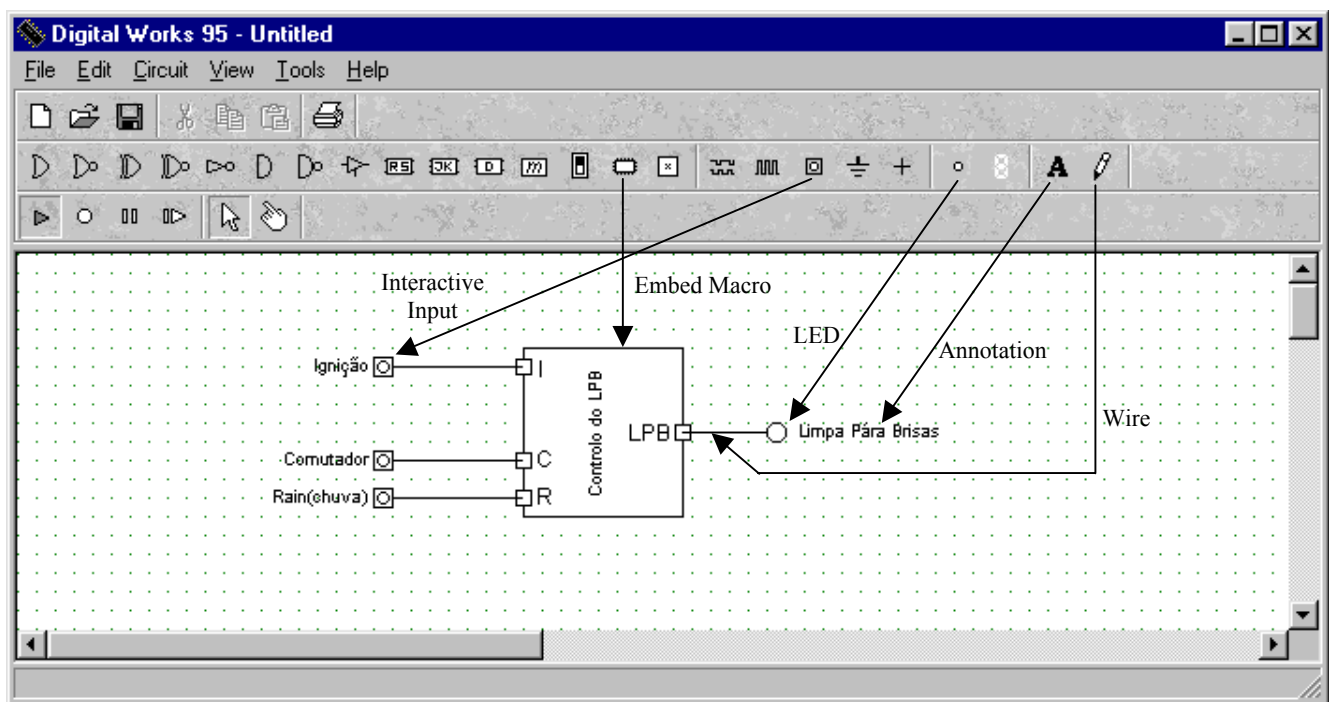 Digital Works 95 - Untitled
File Edit Circuit View Tools Help
RS JK D m
A
Interactive
Input
Embed Macro
LED
Annotation
Wire
Ignição
I
Controlo do LPB
LPB
Limpa Pára Brisas
Comutador
C
Rain(chuva)
R